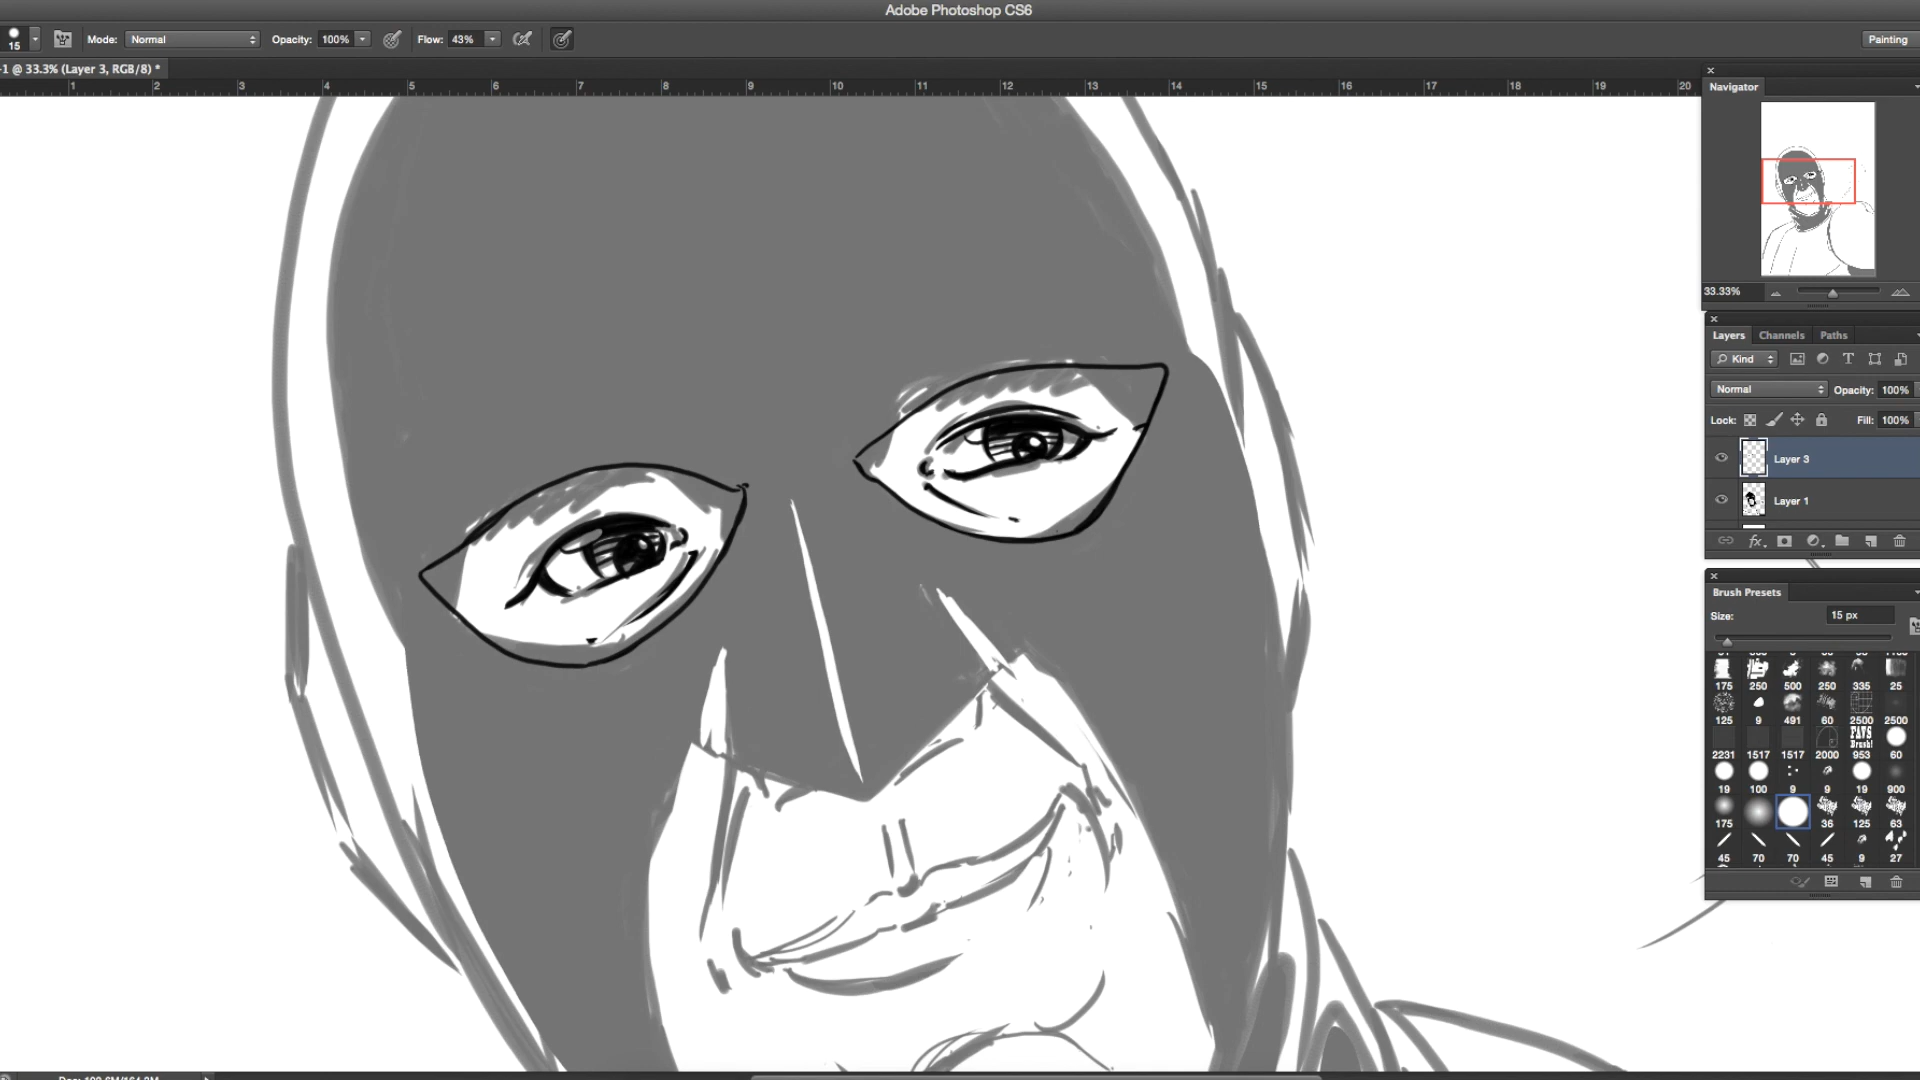 Adobe Photoshop CS6
15 Mode: Normal Opacity: 100% Flow: 43% Painting
-1 @ 33.3% (Layer 3, RGB/8) *
1 2 3 4 5 6 7 8 9 10 11 12 13 14 15 16 17 18 19 20
Navigator
33.33%
Layers Channels Paths
Kind
Normal Opacity: 100%
Lock: Fill: 100%
Layer 3
Layer 1
fx
Brush Presets
Size: 15 px
175 250 500 250 335 25
125 9 491 60 2500 2500
FAVS
Brush!
2231 1517 1517 2000 953 60
19 100 9 9 19 900
175 36 125 63
45 70 70 45 9 27